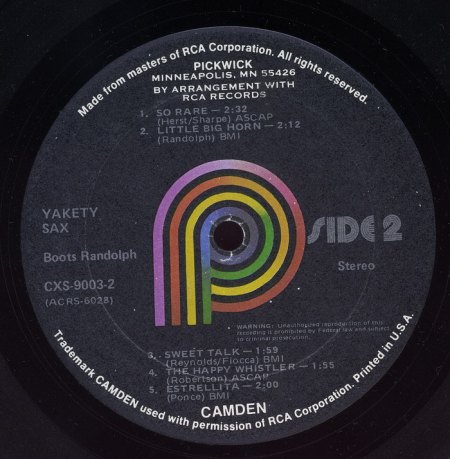 Made from masters of RCA Corporation. All rights reserved.
PICKWICK
MINNEAPOLIS, MN 55426
BY ARRANGEMENT WITH
RCA RECORDS
1. SO RARE – 2:32
(Herst/Sharpe) ASCAP
2. LITTLE BIG HORN – 2:12
(Randolph) BMI
YAKETY
SAX
Boots Randolph
CXS-9003-2
(ACRS-6028)
SIDE 2
Stereo
WARNING: Unauthorized reproduction of this
recording is prohibited by Federal law and subject
to criminal prosecution.
3. SWEET TALK – 1:59
(Reynolds/Fiocca) BMI
4. THE HAPPY WHISTLER – 1:55
(Robertson) ASCAP
5. ESTRELLITA – 2:00
(Ponce) BMI
CAMDEN
Trademark CAMDEN used with permission of RCA Corporation. Printed in U.S.A.